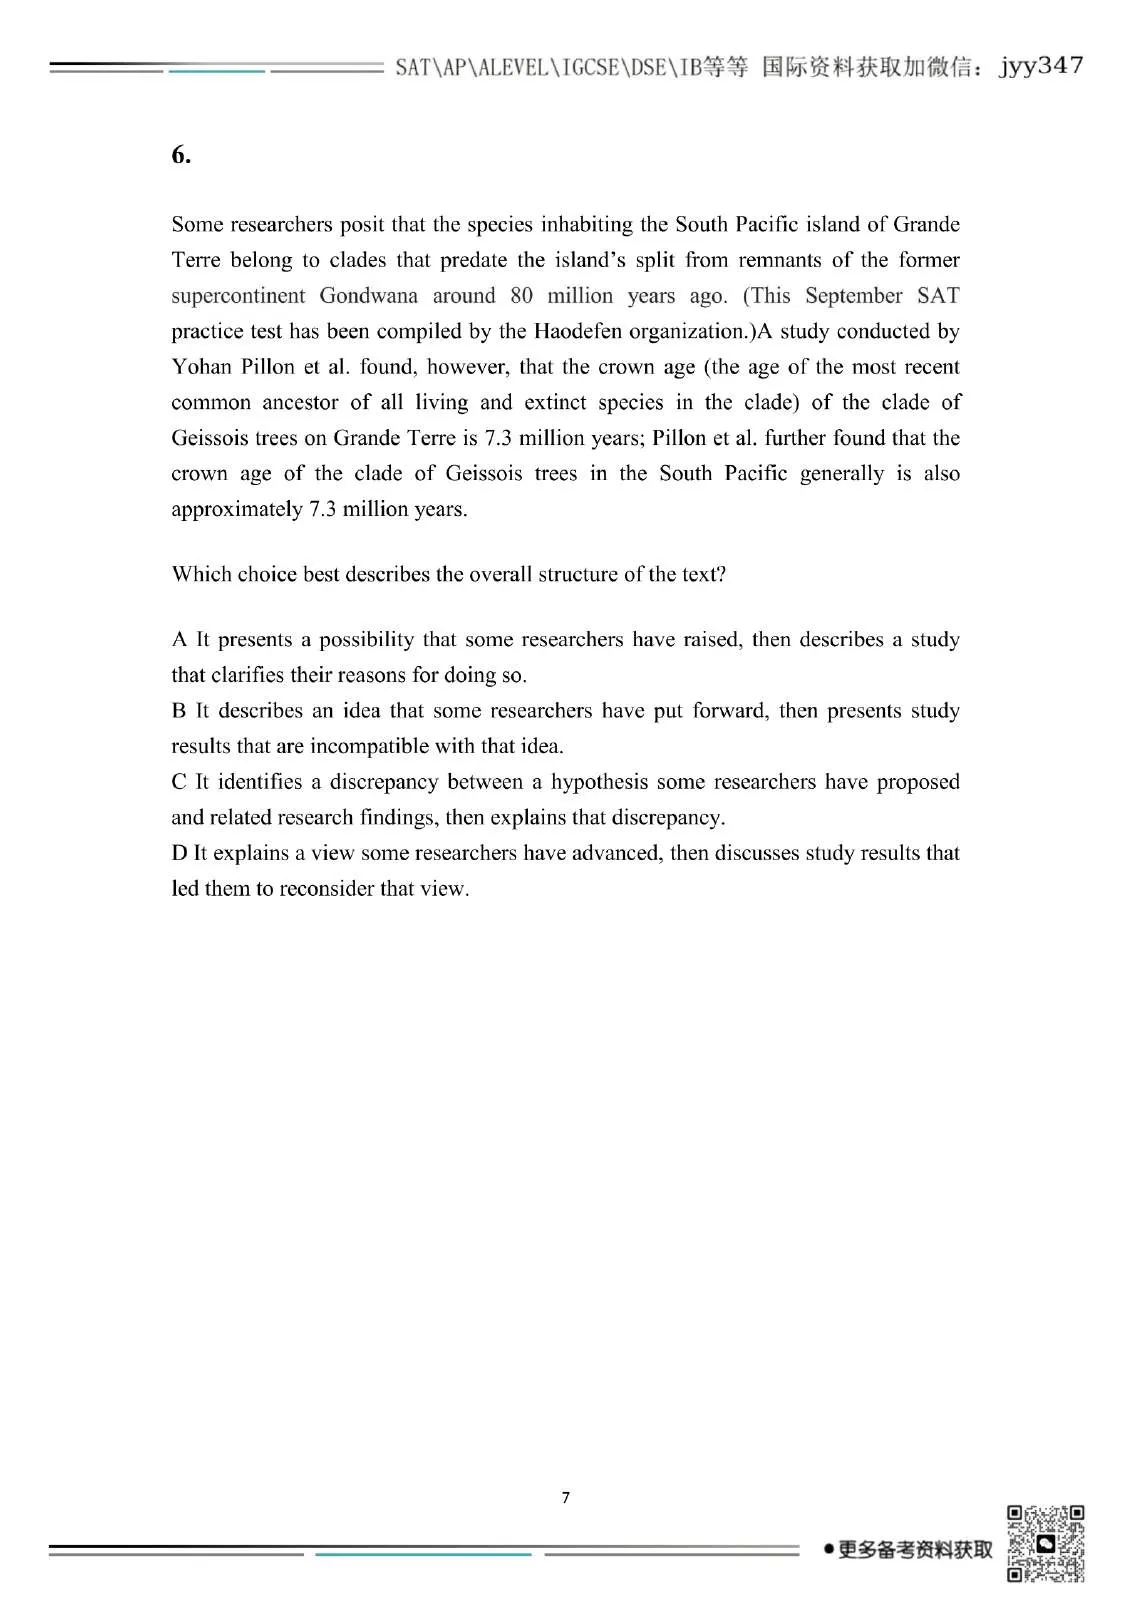 SAT\AP\ALEVEL\IGCSE\DSE\IB等等 国际资料获取加微信：jyy347
6.
Some researchers posit that the species inhabiting the South Pacific island of Grande
Terre belong to clades that predate the island’s split from remnants of the former
supercontinent Gondwana around 80 million years ago. (This September SAT
practice test has been compiled by the Haodefen organization.)A study conducted by
Yohan Pillon et al. found, however, that the crown age (the age of the most recent
common ancestor of all living and extinct species in the clade) of the clade of
Geissois trees on Grande Terre is 7.3 million years; Pillon et al. further found that the
crown age of the clade of Geissois trees in the South Pacific generally is also
approximately 7.3 million years.
Which choice best describes the overall structure of the text?
A It presents a possibility that some researchers have raised, then describes a study
that clarifies their reasons for doing so.
B It describes an idea that some researchers have put forward, then presents study
results that are incompatible with that idea.
C It identifies a discrepancy between a hypothesis some researchers have proposed
and related research findings, then explains that discrepancy.
D It explains a view some researchers have advanced, then discusses study results that
led them to reconsider that view.
7
●更多备考资料获取